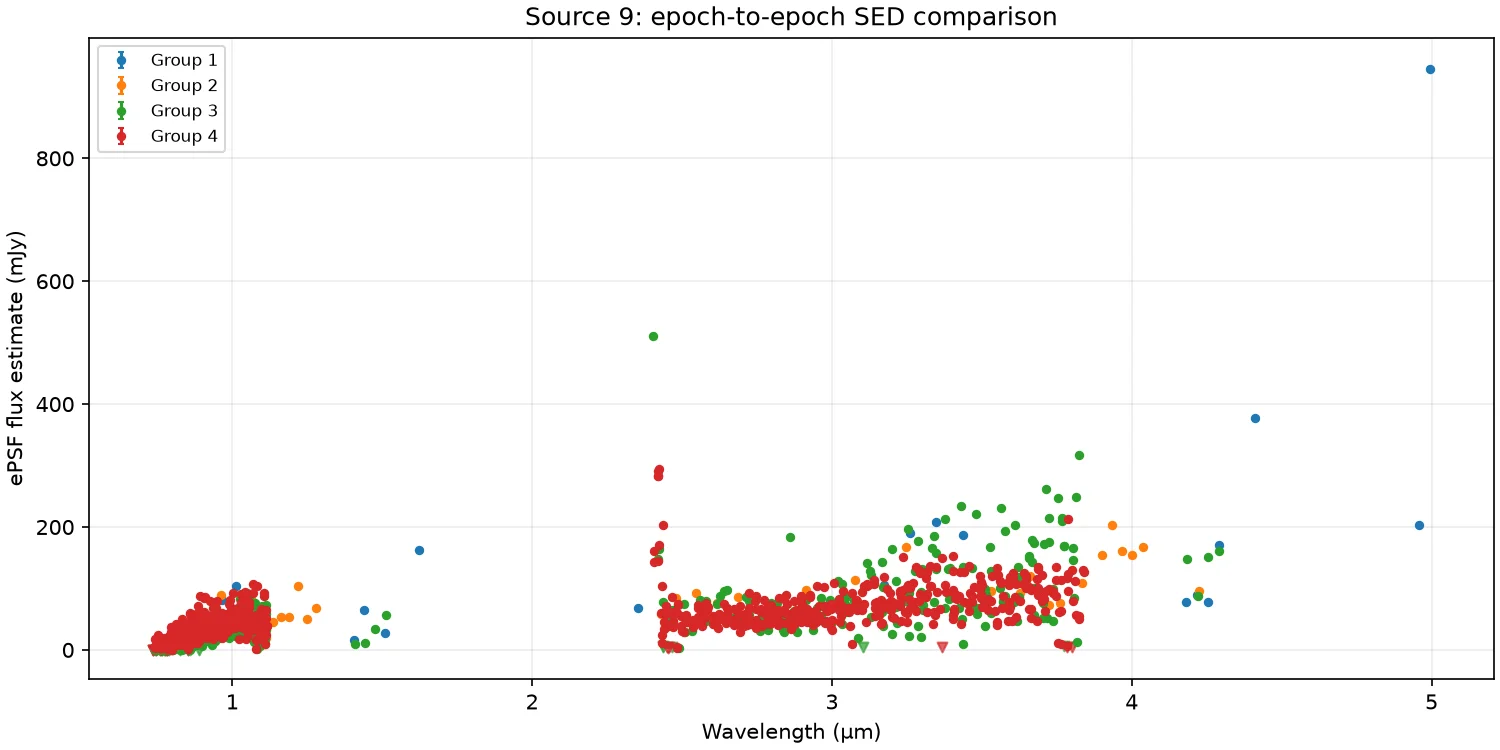 Source 9: epoch-to-epoch SED comparison
Group 1
Group 2
Group 3
Group 4
ePSF flux estimate (mJy)
800
600
400
200
0
1 2 3 4 5
Wavelength (μm)